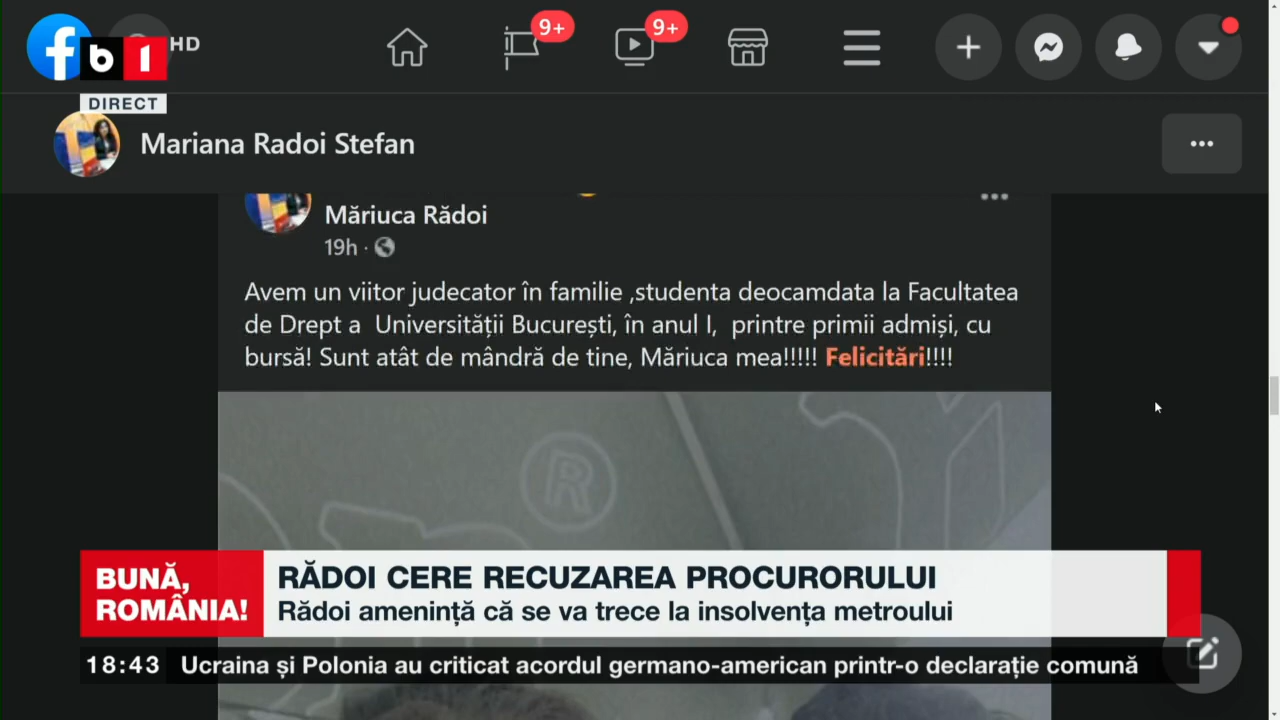 HD
9+
9+
f
b1
DIRECT
Mariana Radoi Stefan
Măriuca Rădoi
19h ·
Avem un viitor judecator în familie ,studenta deocamdata la Facultatea
de Drept a Universității București, în anul I, printre primii admiși, cu
bursă! Sunt atât de mândră de tine, Măriuca mea!!!!! Felicitări!!!!
®
BUNĂ,
ROMÂNIA!
RĂDOI CERE RECUZAREA PROCURORULUI
Rădoi amenință că se va trece la insolvența metroului
18:43 Ucraina și Polonia au criticat acordul germano-american printr-o declarație comună